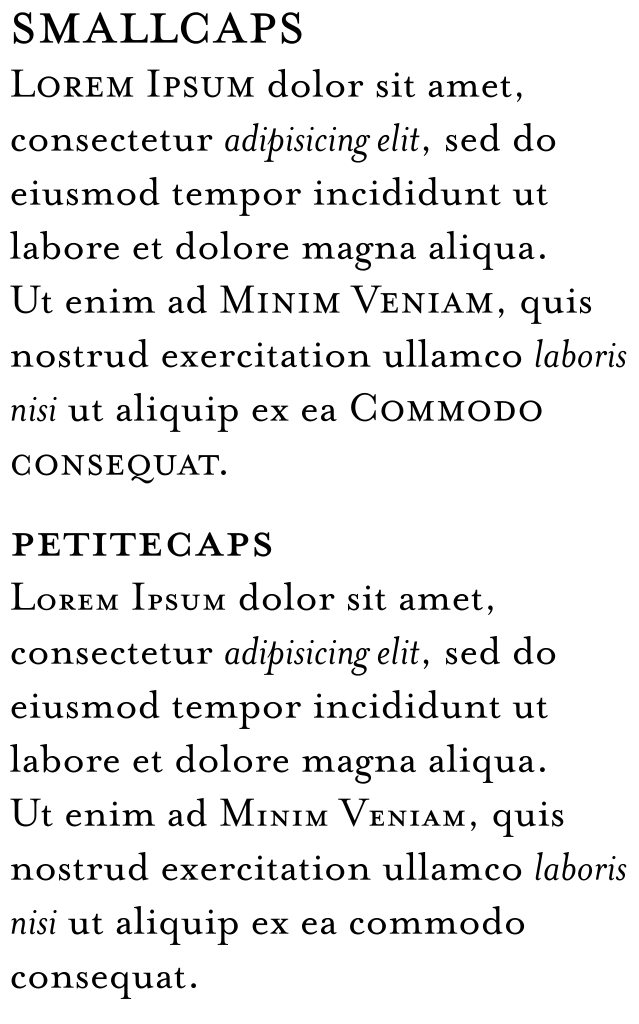 SMALLCAPS
Lorem Ipsum dolor sit amet,
consectetur adipisicing elit, sed do
eiusmod tempor incididunt ut
labore et dolore magna aliqua.
Ut enim ad Minim Veniam, quis
nostrud exercitation ullamco laboris
nisi ut aliquip ex ea Commodo
consequat.
PETITECAPS
Lorem Ipsum dolor sit amet,
consectetur adipisicing elit, sed do
eiusmod tempor incididunt ut
labore et dolore magna aliqua.
Ut enim ad Minim Veniam, quis
nostrud exercitation ullamco laboris
nisi ut aliquip ex ea commodo
consequat.